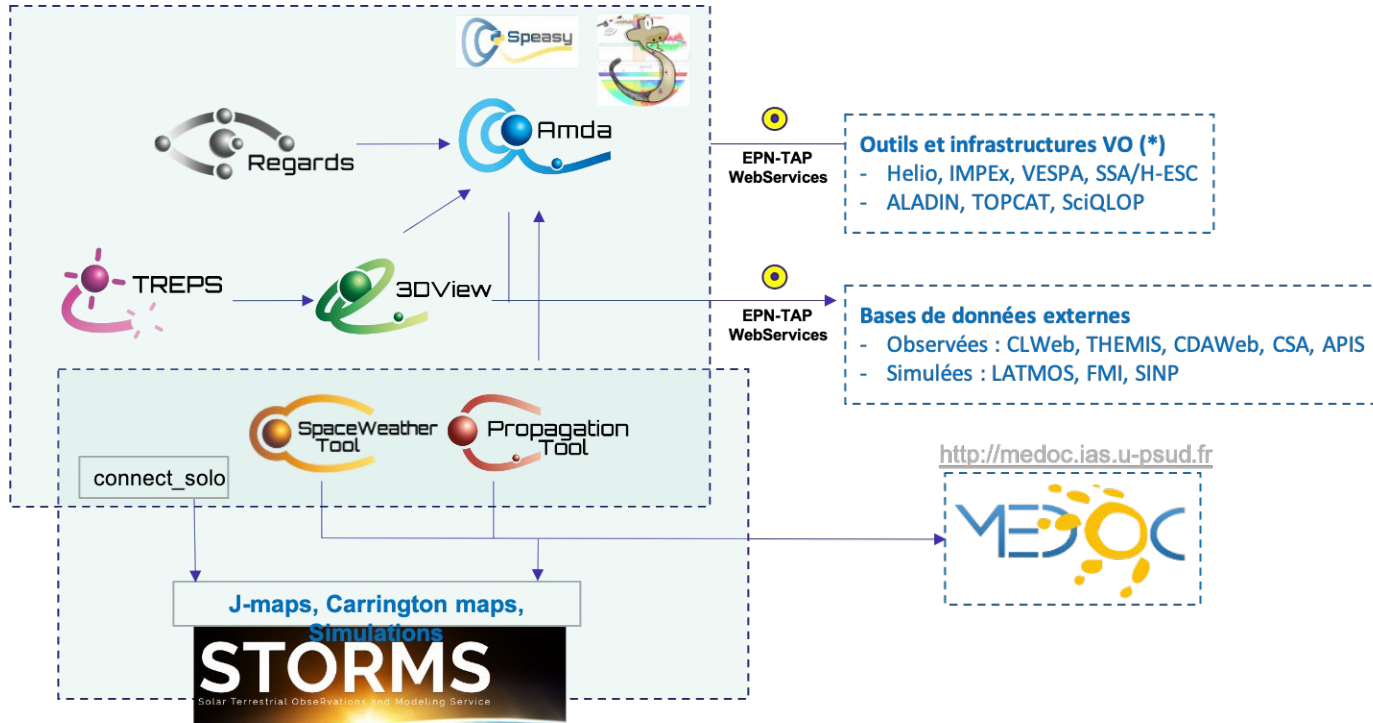 Speasy
Regards
Amda
EPN-TAP
WebServices
Outils et infrastructures VO (*)
- Helio, IMPEx, VESPA, SSA/H-ESC
- ALADIN, TOPCAT, SciQLOP
TREPS
3DView
EPN-TAP
WebServices
Bases de données externes
- Observées : CLWeb, THEMIS, CDAWeb, CSA, APIS
- Simulées : LATMOS, FMI, SINP
SpaceWeather
Tool
Propagation
Tool
connect_solo
http://medoc.ias.u-psud.fr
MEDOC
J-maps, Carrington maps,
Simulations
STORMS
Solar Terrestrial ObseRvations and Modeling Service